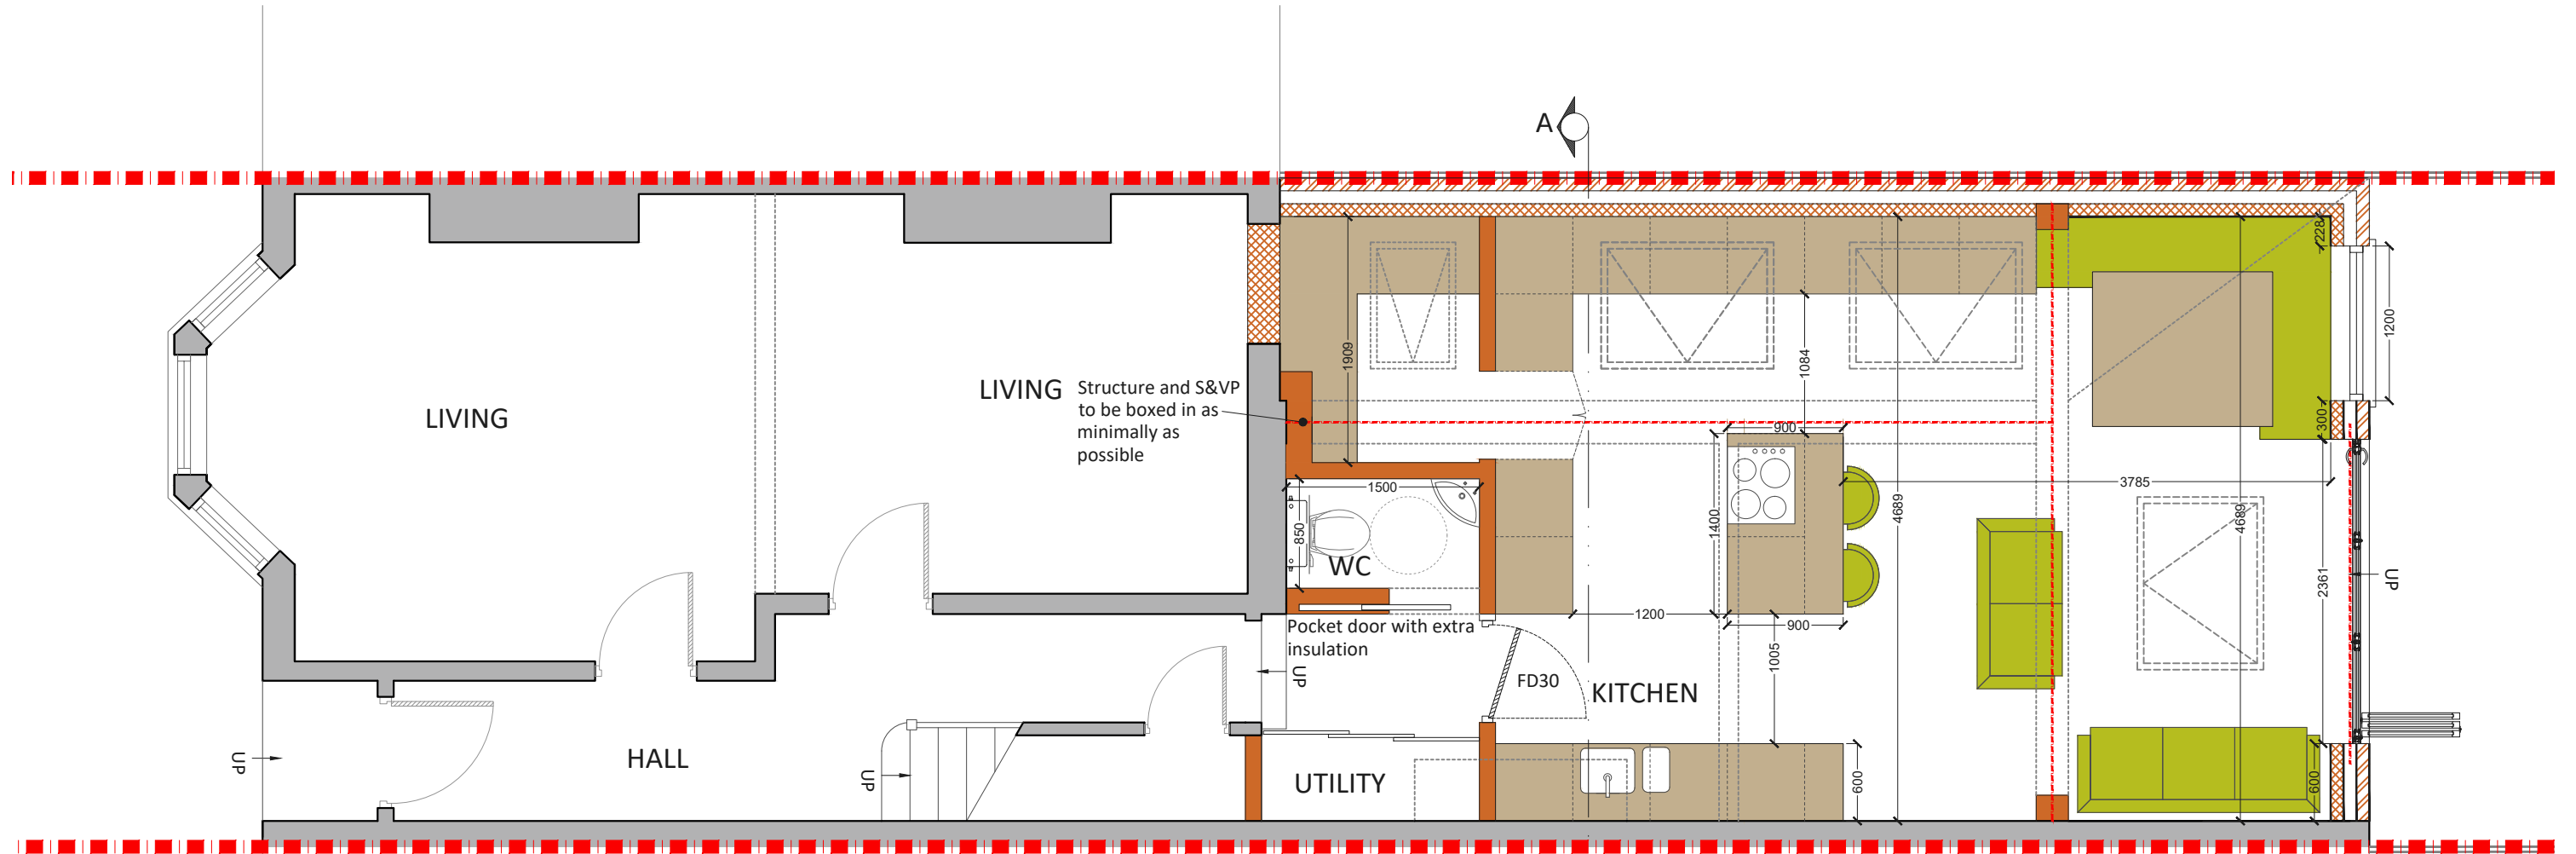 A
228
1200
1909
1084
300
LIVING
LIVING
Structure and S&VP
to be boxed in as
minimally as
possible
900
1500
3785
850
1400
4689
4689
WC
2361
UP
1200
900
Pocket door with extra
insulation
1005
UP
FD30
KITCHEN
UP
HALL
UP
UTILITY
600
600